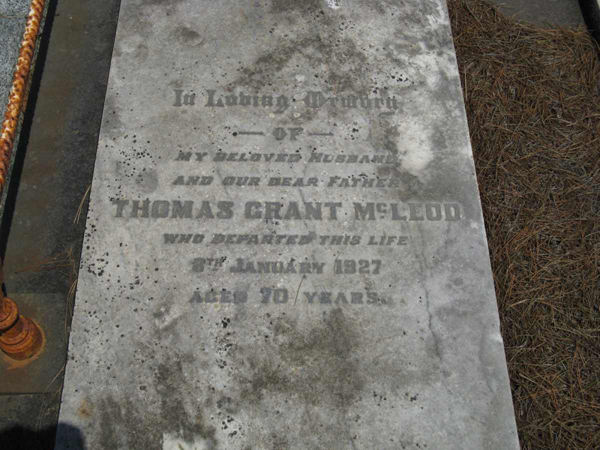 In Loving Memory
— OF —
MY BELOVED HUSBAND
AND OUR DEAR FATHER
THOMAS GRANT McLEOD
WHO DEPARTED THIS LIFE
8TH JANUARY 1927
AGED 70 YEARS.